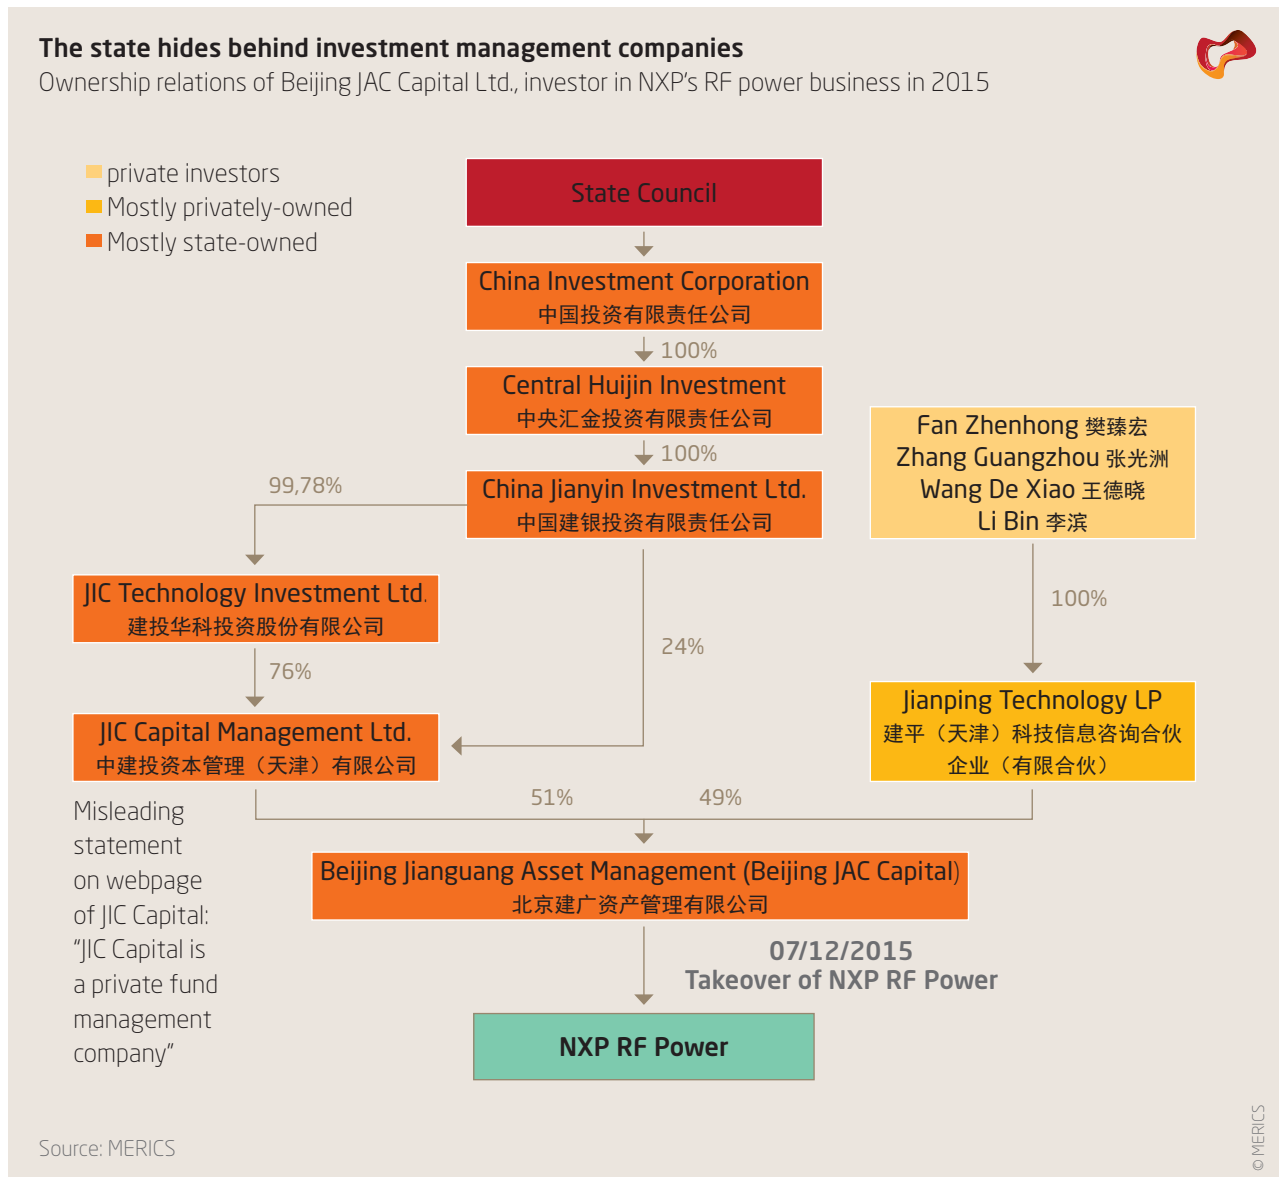 The state hides behind investment management companies
Ownership relations of Beijing JAC Capital Ltd., investor in NXP's RF power business in 2015
private investors
Mostly privately-owned
Mostly state-owned
State Council
China Investment Corporation
中国投资有限责任公司
100%
Central Huijin Investment
中央汇金投资有限责任公司
100%
China Jianyin Investment Ltd.
中国建银投资有限责任公司
Fan Zhenhong 樊臻宏
Zhang Guangzhou 张光洲
Wang De Xiao 王德晓
Li Bin 李滨
99,78%
JIC Technology Investment Ltd.
建投华科投资股份有限公司
76%
24%
100%
JIC Capital Management Ltd.
中建投资本管理（天津）有限公司
Jianping Technology LP
建平（天津）科技信息咨询合伙
企业（有限合伙）
51%
49%
Misleading
statement
on webpage
of JIC Capital:
"JIC Capital is
a private fund
management
company"
Beijing Jianguang Asset Management (Beijing JAC Capital)
北京建广资产管理有限公司
07/12/2015
Takeover of NXP RF Power
NXP RF Power
Source: MERICS
© MERICS